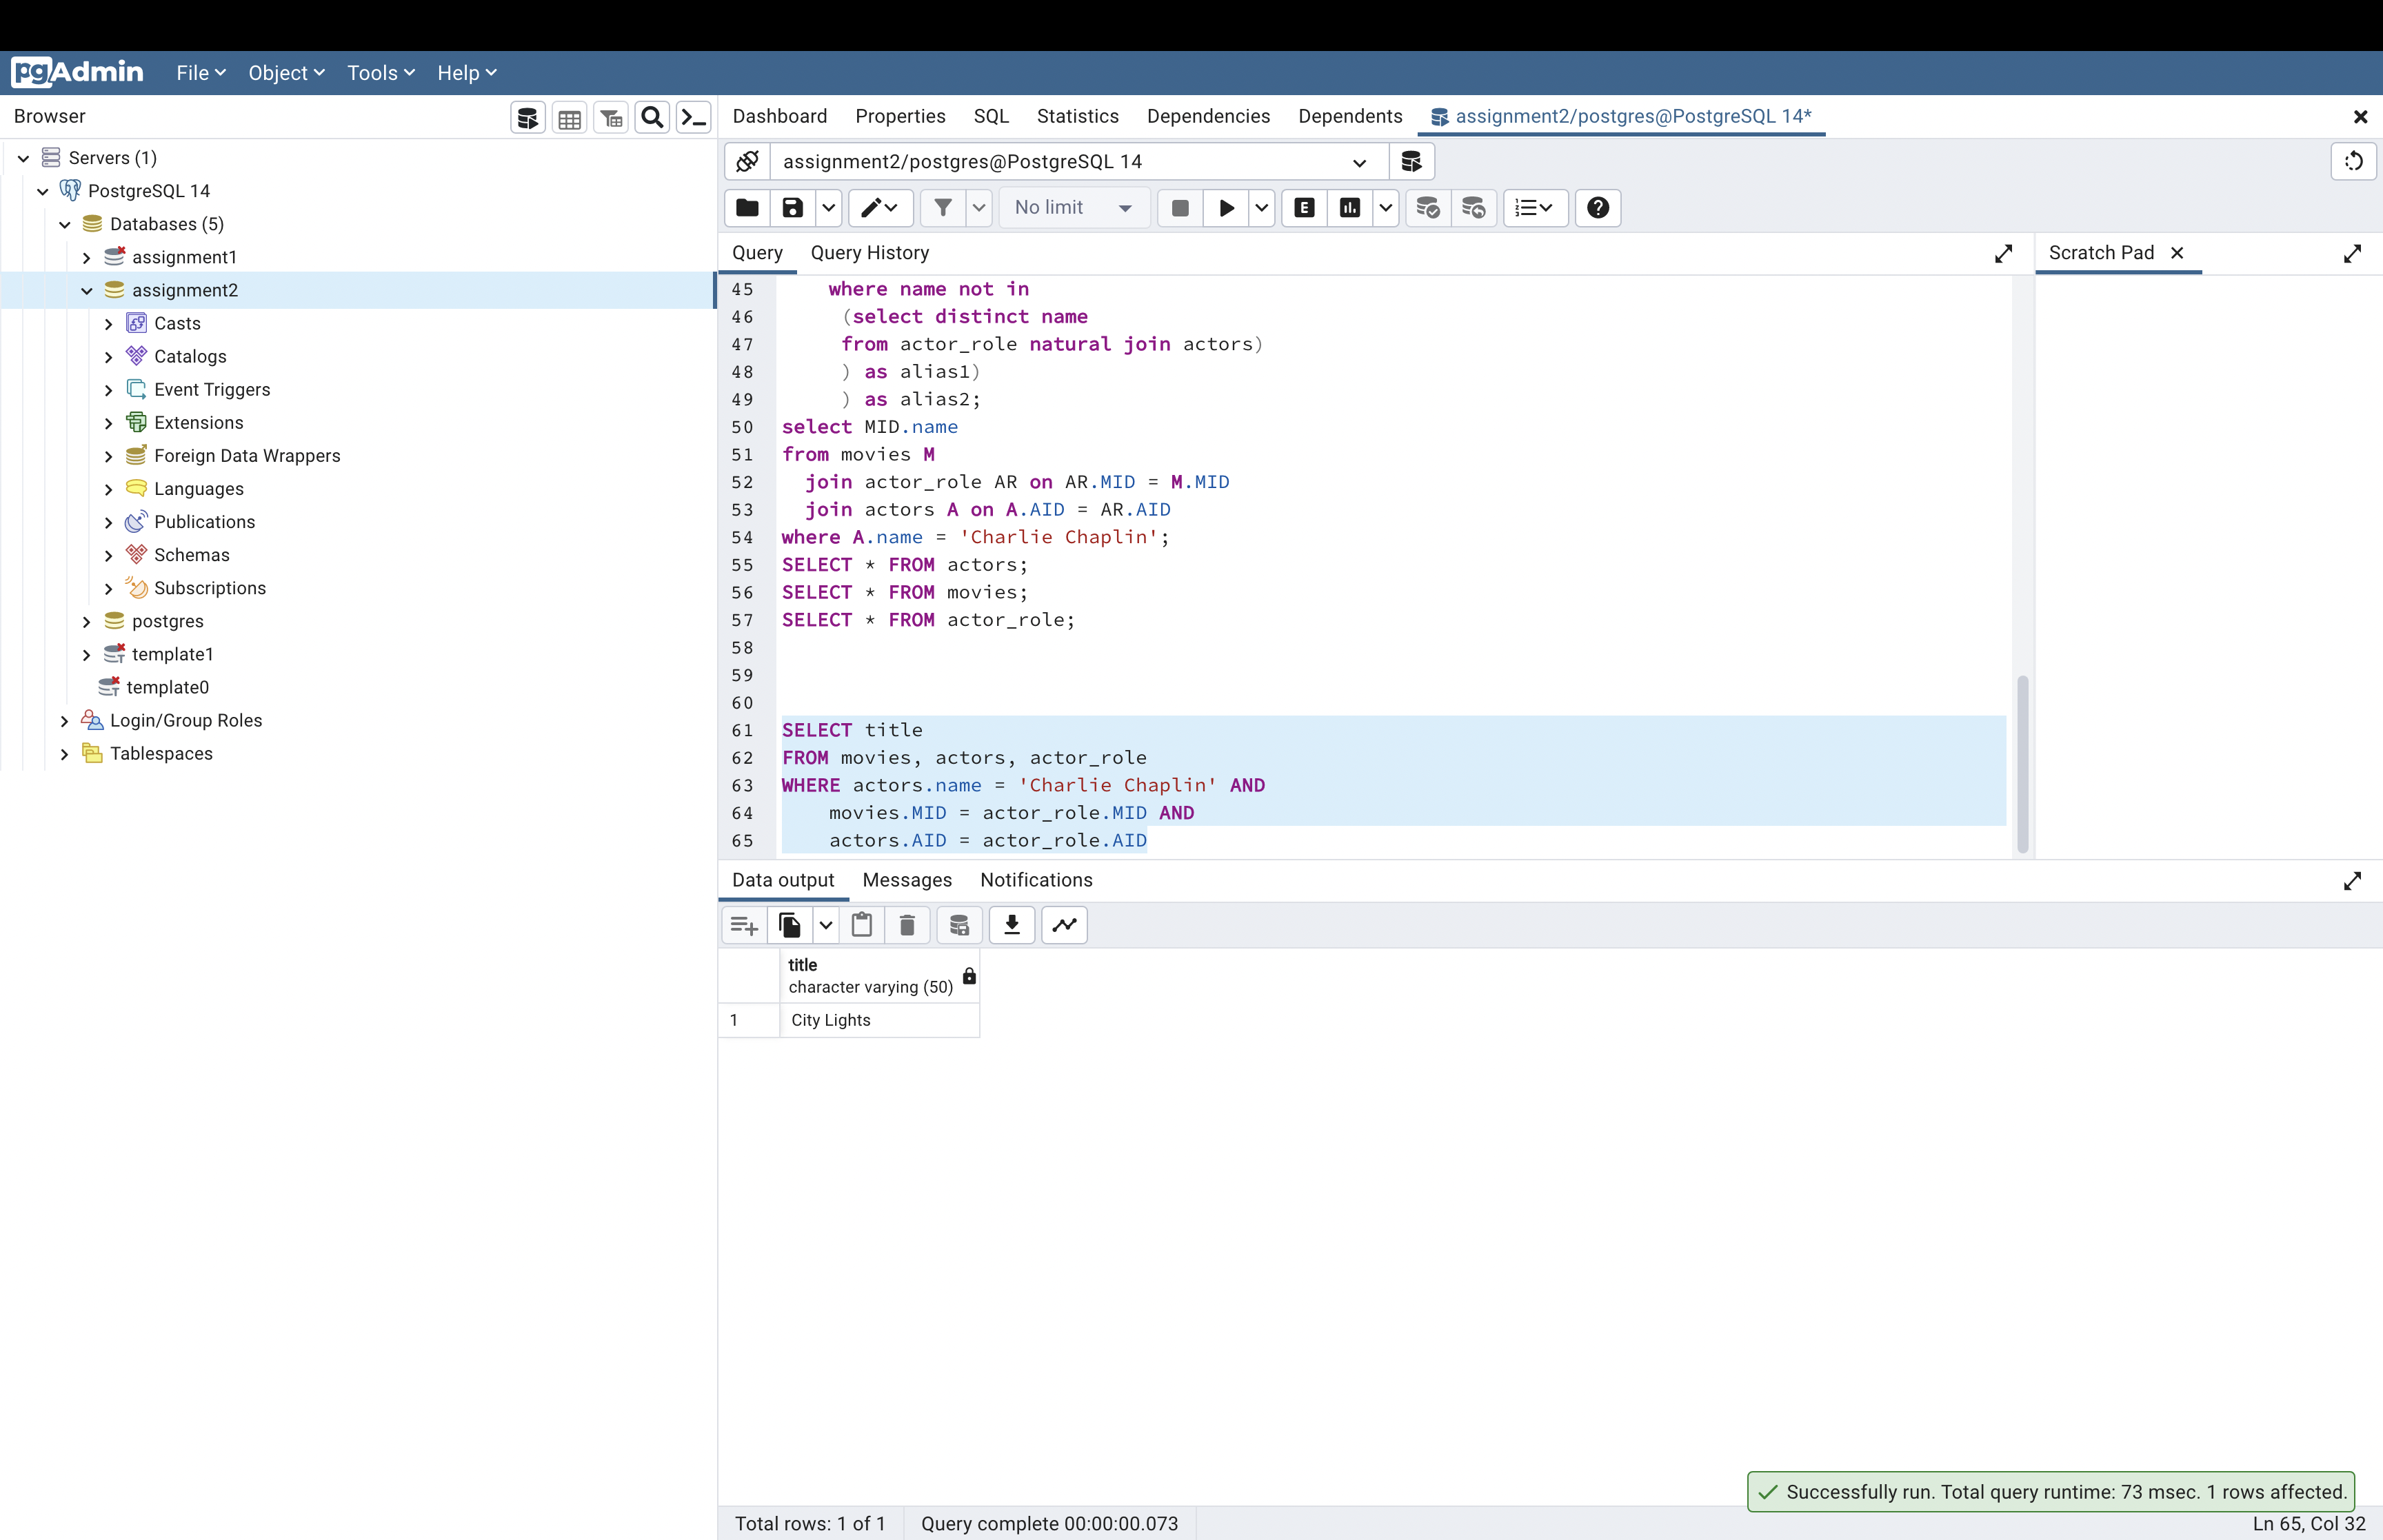 pgAdmin File Object Tools Help
Browser
Servers (1)
PostgreSQL 14
Databases (5)
assignment1
assignment2
Casts
Catalogs
Event Triggers
Extensions
Foreign Data Wrappers
Languages
Publications
Schemas
Subscriptions
postgres
template1
template0
Login/Group Roles
Tablespaces
Dashboard Properties SQL Statistics Dependencies Dependents assignment2/postgres@PostgreSQL 14*
assignment2/postgres@PostgreSQL 14
No limit E
Query Query History
Scratch Pad
45 where name not in
46 (select distinct name
47 from actor_role natural join actors)
48 ) as alias1)
49 ) as alias2;
50 select MID.name
51 from movies M
52 join actor_role AR on AR.MID = M.MID
53 join actors A on A.AID = AR.AID
54 where A.name = 'Charlie Chaplin';
55 SELECT * FROM actors;
56 SELECT * FROM movies;
57 SELECT * FROM actor_role;
58
59
60
61 SELECT title
62 FROM movies, actors, actor_role
63 WHERE actors.name = 'Charlie Chaplin' AND
64 movies.MID = actor_role.MID AND
65 actors.AID = actor_role.AID
Data output Messages Notifications
title
character varying (50)
1 City Lights
Successfully run. Total query runtime: 73 msec. 1 rows affected.
Total rows: 1 of 1 Query complete 00:00:00.073 Ln 65, Col 32